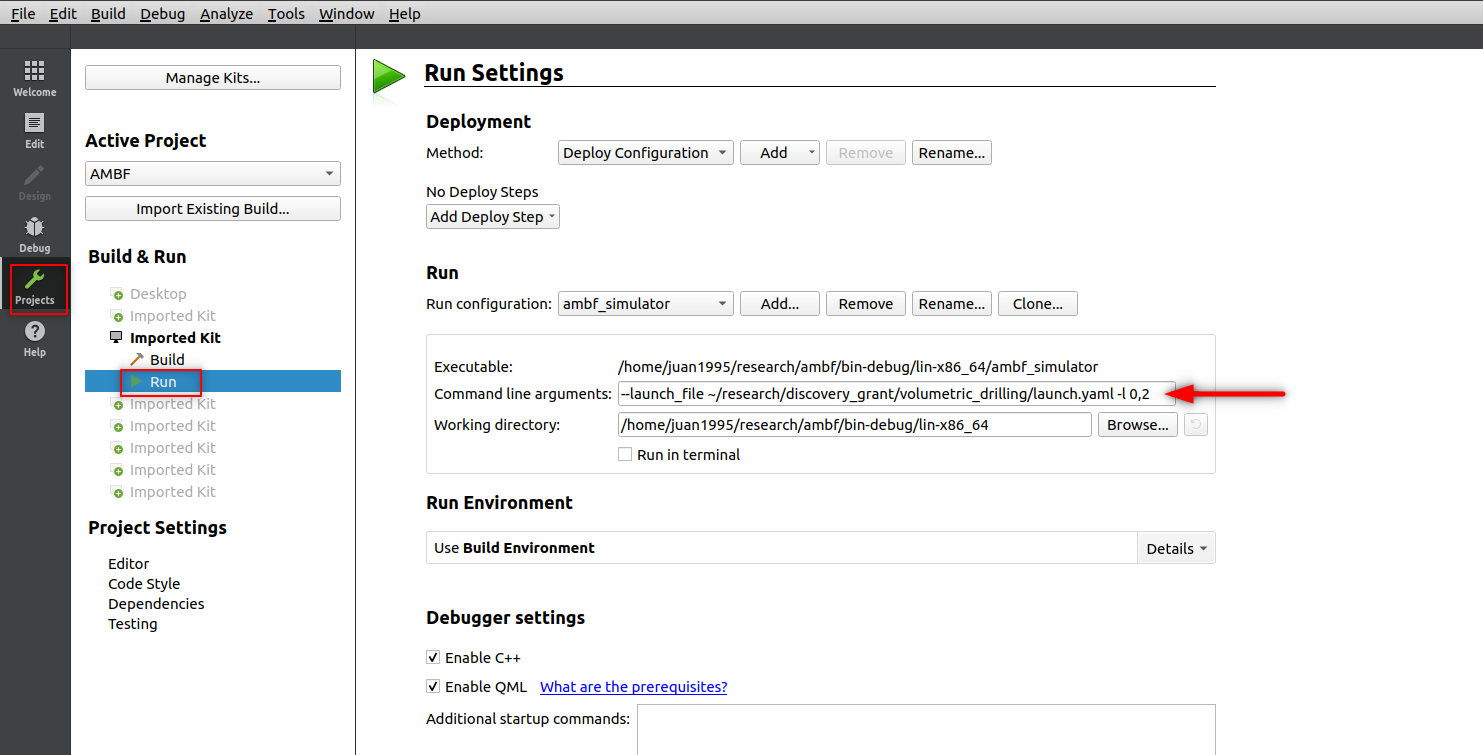 File Edit Build Debug Analyze Tools Window Help
Welcome
Edit
Design
Debug
Projects
Help
Manage Kits...
Active Project
AMBF
Import Existing Build...
Build & Run
Desktop
Imported Kit
Imported Kit
Build
Run
Imported Kit
Imported Kit
Imported Kit
Imported Kit
Imported Kit
Project Settings
Editor
Code Style
Dependencies
Testing
Run Settings
Deployment
Method: Deploy Configuration Add Remove Rename...
No Deploy Steps
Add Deploy Step
Run
Run configuration: ambf_simulator Add... Remove Rename... Clone...
Executable: /home/juan1995/research/ambf/bin-debug/lin-x86_64/ambf_simulator
Command line arguments: --launch_file ~/research/discovery_grant/volumetric_drilling/launch.yaml -l 0,2
Working directory: /home/juan1995/research/ambf/bin-debug/lin-x86_64 Browse...
Run in terminal
Run Environment
Use Build Environment Details
Debugger settings
Enable C++
Enable QML What are the prerequisites?
Additional startup commands: